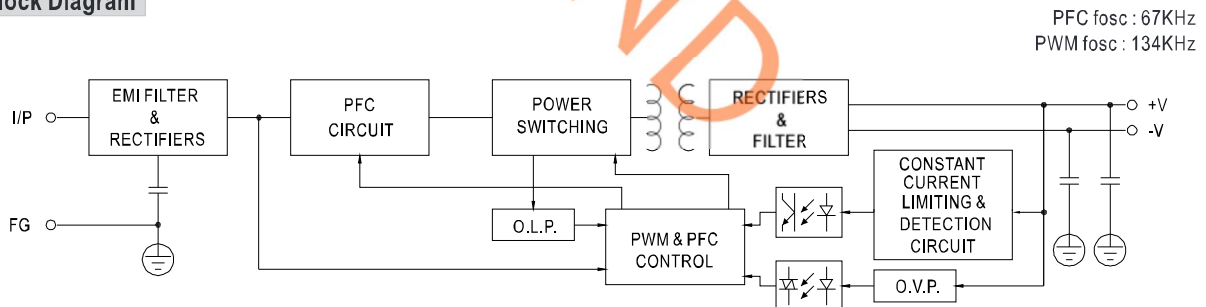 Block Diagram
PFC fosc : 67KHz
PWM fosc : 134KHz
I/P
EMI FILTER
&
RECTIFIERS
PFC
CIRCUIT
POWER
SWITCHING
RECTIFIERS
&
FILTER
+V
-V
CONSTANT
CURRENT
LIMITING &
DETECTION
CIRCUIT
FG
O.L.P.
PWM & PFC
CONTROL
O.V.P.